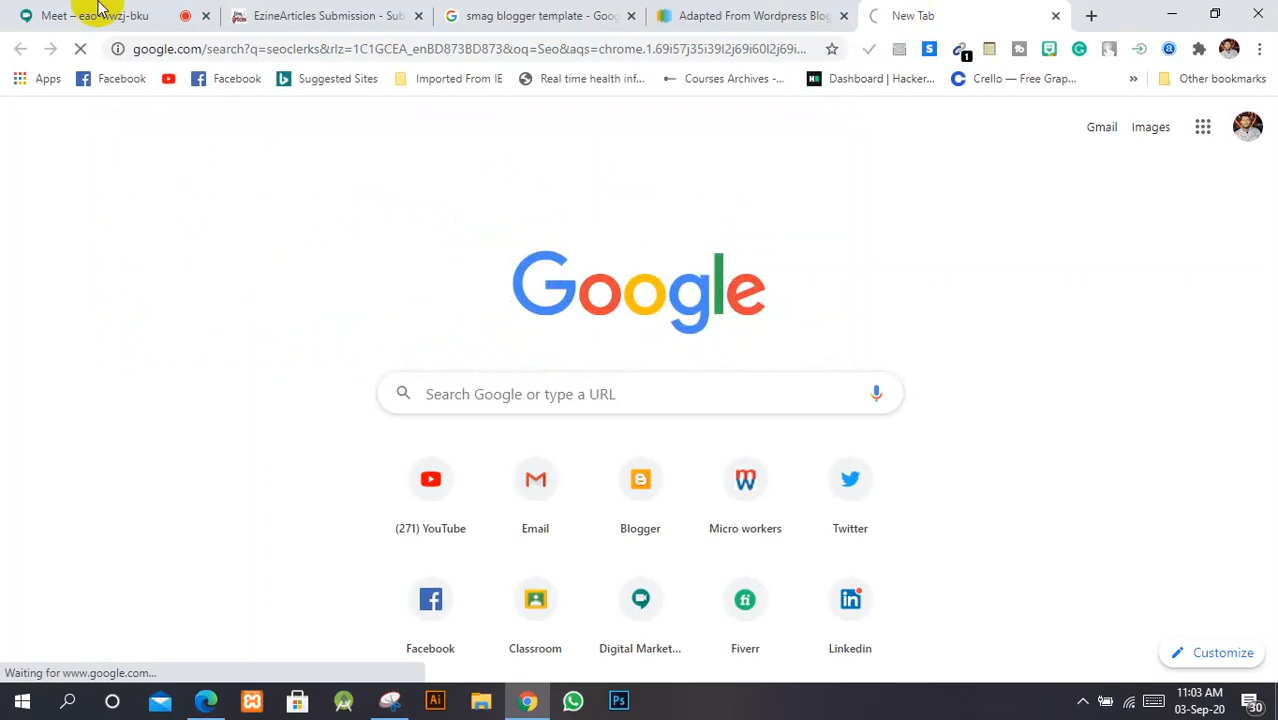 Meet – eao-wwzj-bku
EzineArticles Submission - Sub
smag blogger template - Goog
Adapted From Wordpress Blog
New Tab
google.com/search?q=seoclerks&rlz=1C1GCEA_enBD873BD873&oq=Seo&aqs=chrome.1.69i57j35i39l2j69i60l2j69i...
1
Apps
Facebook
Facebook
Suggested Sites
Imported From IE
Real time health inf...
Courses Archives -...
Dashboard | Hacker...
Crello — Free Grap...
»
Other bookmarks
Gmail
Images
Google
Search Google or type a URL
(271) YouTube
Email
Blogger
Micro workers
Twitter
Facebook
Classroom
Digital Market...
Fiverr
Linkedin
Customize
Waiting for www.google.com...
11:03 AM
03-Sep-20
30